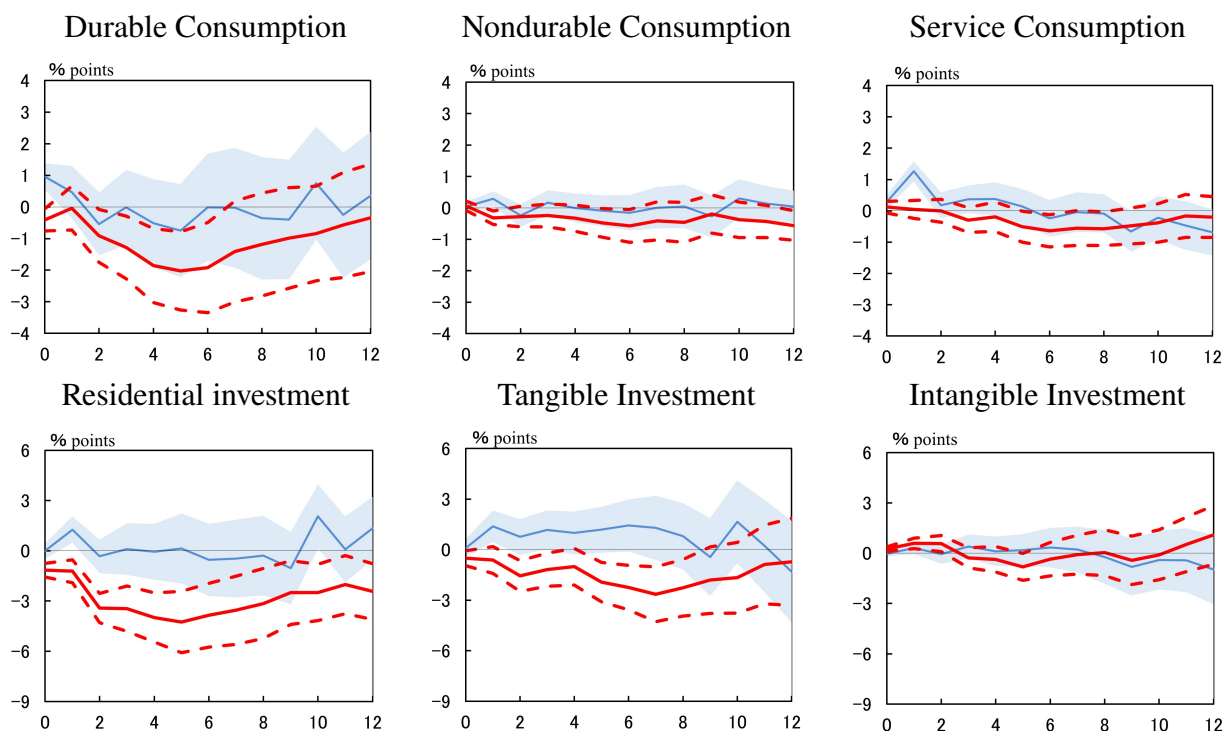 Durable Consumption
Nondurable Consumption
Service Consumption
% points
% points
% points
4
3
2
1
0
−1
−2
−3
−4
0 2 4 6 8 10 12
4
3
2
1
0
−1
−2
−3
−4
0 2 4 6 8 10 12
4
3
2
1
0
−1
−2
−3
−4
0 2 4 6 8 10 12
Residential investment
Tangible Investment
Intangible Investment
% points
% points
% points
6
3
0
−3
−6
−9
0 2 4 6 8 10 12
6
3
0
−3
−6
−9
0 2 4 6 8 10 12
6
3
0
−3
−6
−9
0 2 4 6 8 10 12